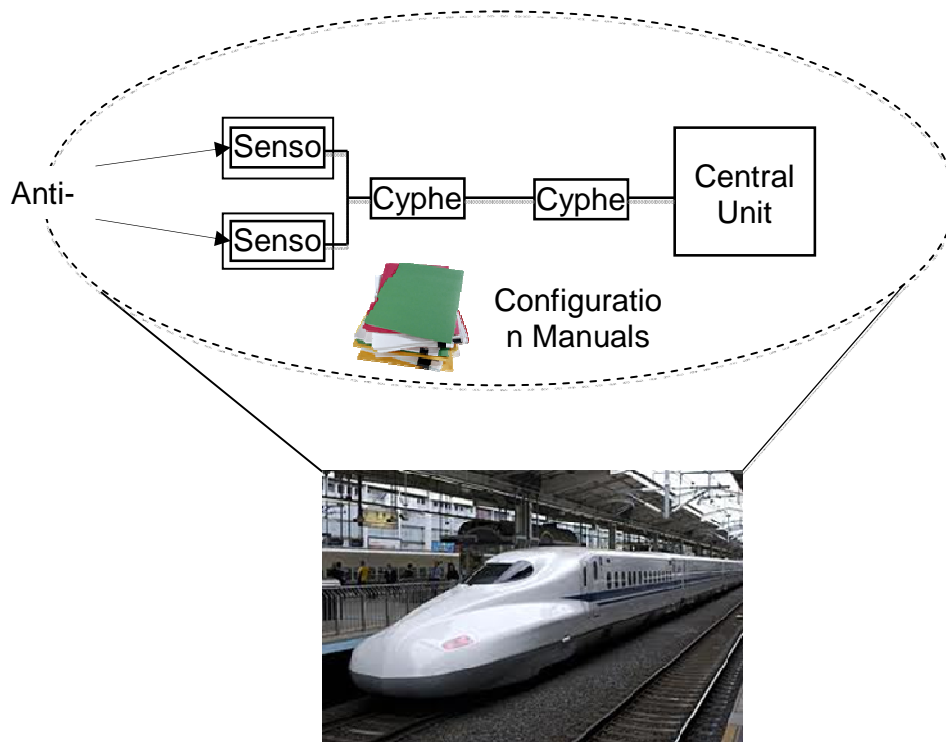 Senso
Cyphe
Cyphe
Central
Unit
Anti-
Senso
Configuratio
n Manuals